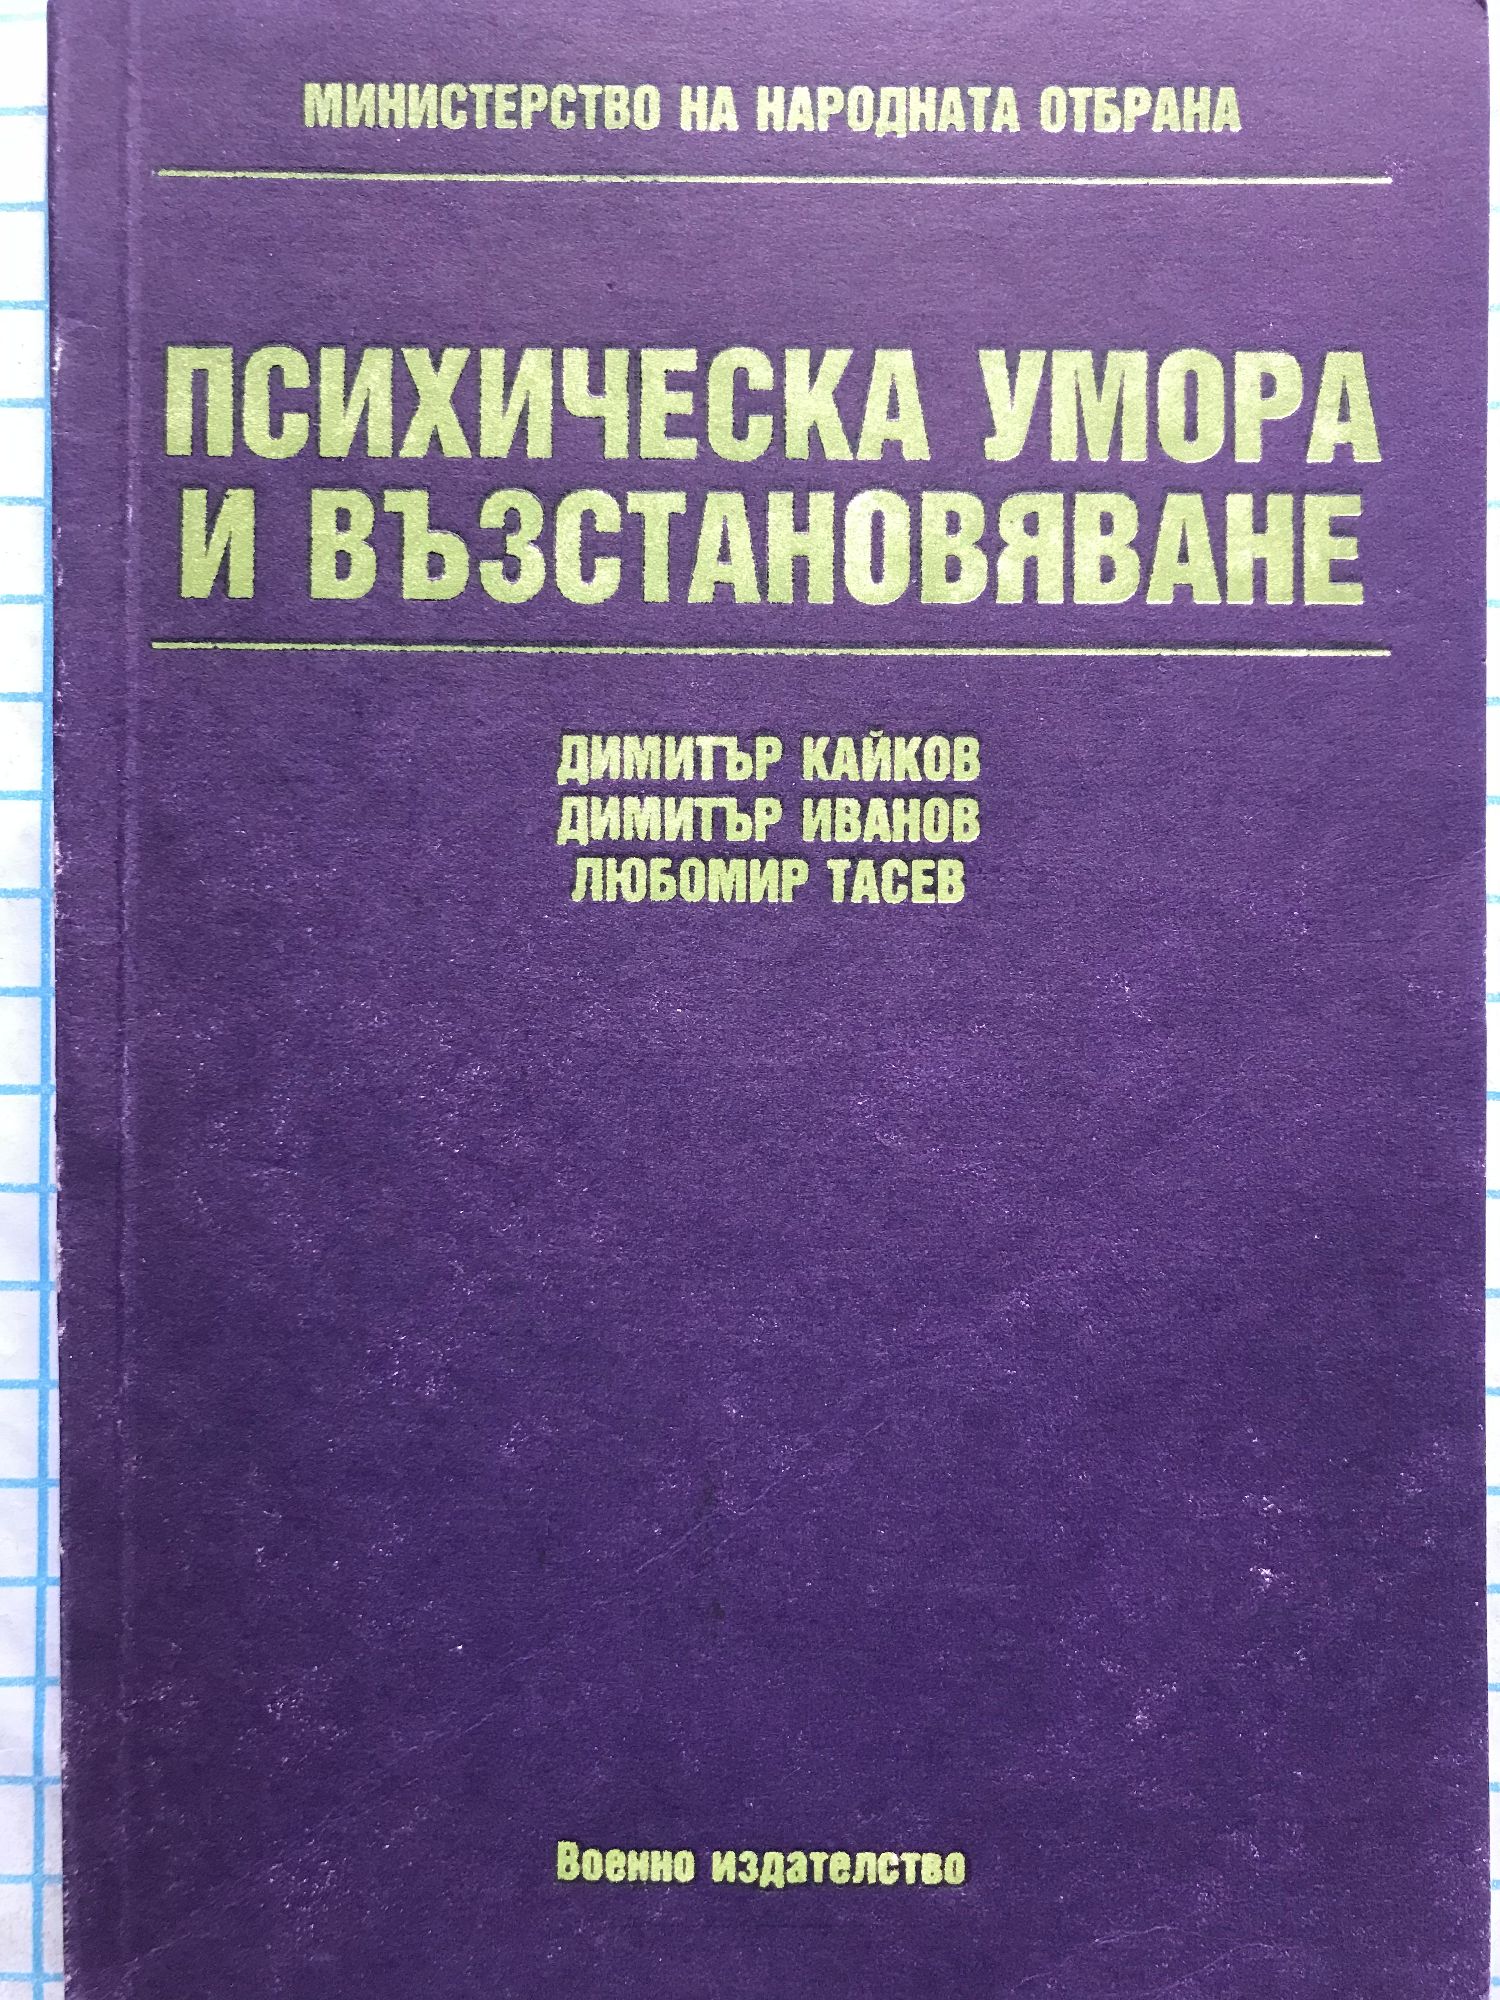 МИНИСТЕРСТВО НА НАРОДНАТА ОТБРАНА
ПСИХИЧЕСКА УМОРА
И ВЪЗСТАНОВЯВАНЕ
ДИМИТЪР КАЙКОВ
ДИМИТЪР ИВАНОВ
ЛЮБОМИР ТАСЕВ
Военно издателство